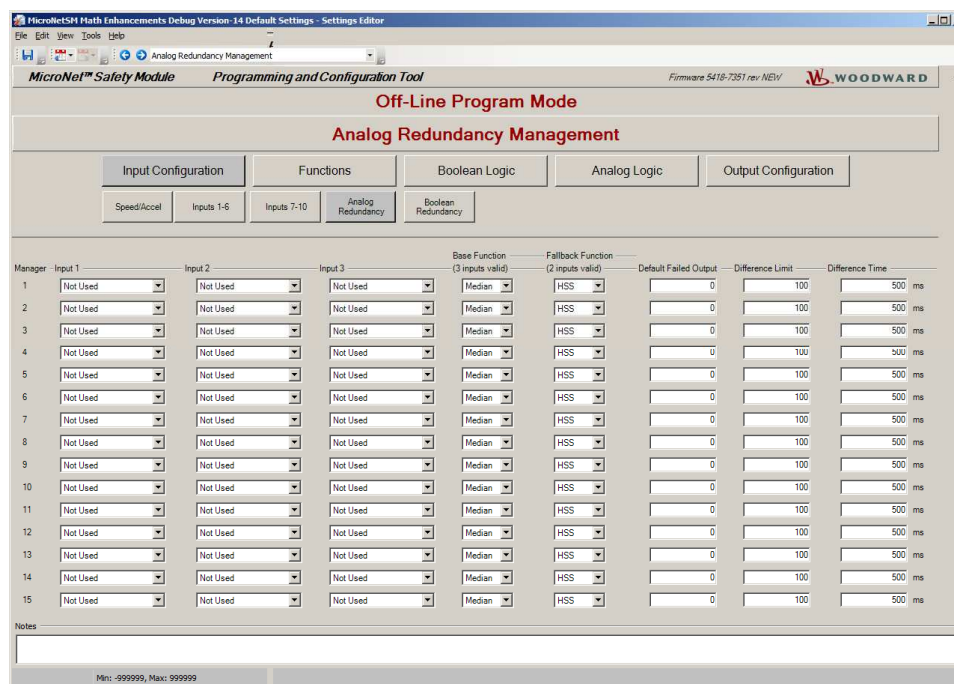 MicroNetSM Math Enhancements Debug Version-14 Default Settings - Settings Editor
File Edit View Tools Help
Analog Redundancy Management
MicroNet™ Safety Module Programming and Configuration Tool Firmware 5418-7351 rev NEW WOODWARD
Off-Line Program Mode
Analog Redundancy Management
Input Configuration Functions Boolean Logic Analog Logic Output Configuration
Speed/Accel Inputs 1-6 Inputs 7-10 Analog Redundancy Boolean Redundancy
Base Function Fallback Function
Manager Input 1 Input 2 Input 3 (3 inputs valid) (2 inputs valid) Default Failed Output Difference Limit Difference Time
1 Not Used Not Used Not Used Median HSS 0 100 500 ms
2 Not Used Not Used Not Used Median HSS 0 100 500 ms
3 Not Used Not Used Not Used Median HSS 0 100 500 ms
4 Not Used Not Used Not Used Median HSS 0 100 500 ms
5 Not Used Not Used Not Used Median HSS 0 100 500 ms
6 Not Used Not Used Not Used Median HSS 0 100 500 ms
7 Not Used Not Used Not Used Median HSS 0 100 500 ms
8 Not Used Not Used Not Used Median HSS 0 100 500 ms
9 Not Used Not Used Not Used Median HSS 0 100 500 ms
10 Not Used Not Used Not Used Median HSS 0 100 500 ms
11 Not Used Not Used Not Used Median HSS 0 100 500 ms
12 Not Used Not Used Not Used Median HSS 0 100 500 ms
13 Not Used Not Used Not Used Median HSS 0 100 500 ms
14 Not Used Not Used Not Used Median HSS 0 100 500 ms
15 Not Used Not Used Not Used Median HSS 0 100 500 ms
Notes
Min: -999999, Max: 999999